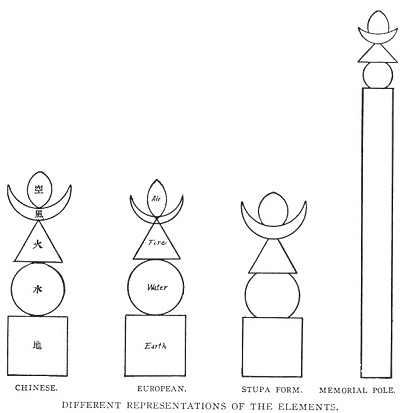 空
風
火
水
地
Air
Fire
Water
Earth
CHINESE.
EUROPEAN.
STUPA FORM.
MEMORIAL POLE.
DIFFERENT REPRESENTATIONS OF THE ELEMENTS.